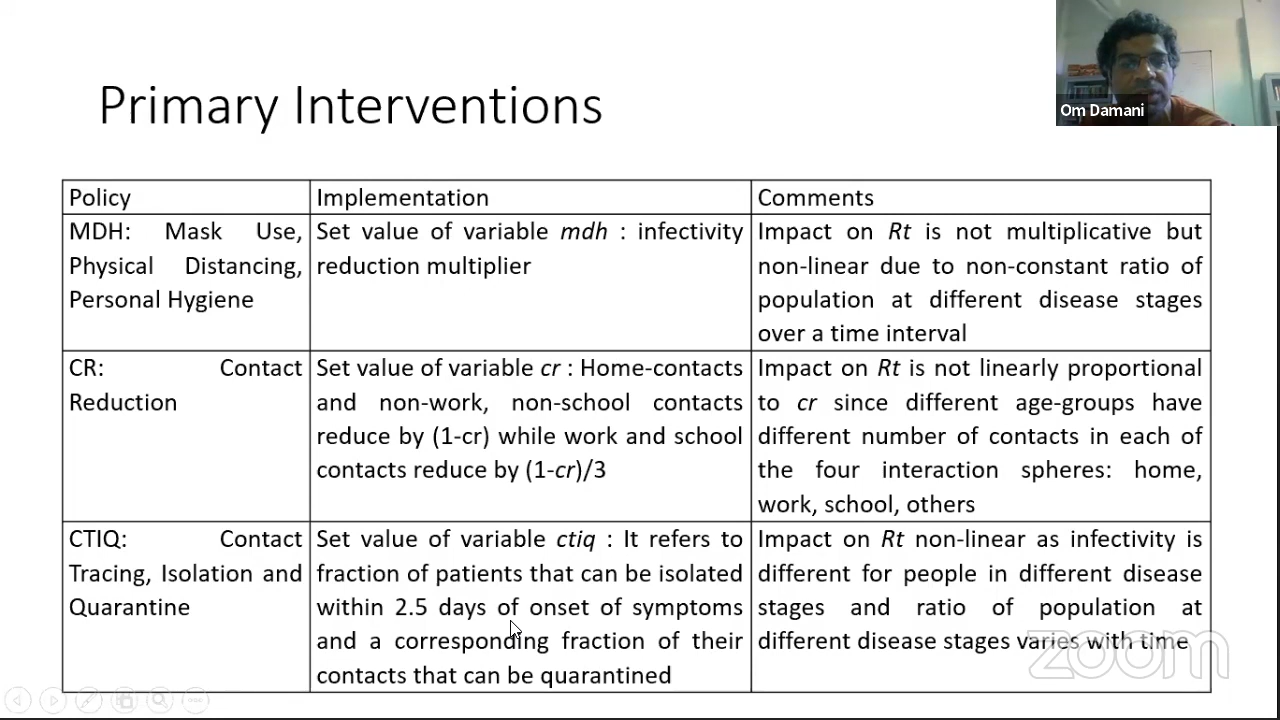 Om Damani
Primary Interventions
Policy
Implementation
Comments
MDH: Mask Use,
Physical Distancing,
Personal Hygiene
Set value of variable mdh : infectivity
reduction multiplier
Impact on Rt is not multiplicative but
non-linear due to non-constant ratio of
population at different disease stages
over a time interval
CR: Contact
Reduction
Set value of variable cr : Home-contacts
and non-work, non-school contacts
reduce by (1-cr) while work and school
contacts reduce by (1-cr)/3
Impact on Rt is not linearly proportional
to cr since different age-groups have
different number of contacts in each of
the four interaction spheres: home,
work, school, others
CTIQ: Contact
Tracing, Isolation and
Quarantine
Set value of variable ctiq : It refers to
fraction of patients that can be isolated
within 2.5 days of onset of symptoms
and a corresponding fraction of their
contacts that can be quarantined
Impact on Rt non-linear as infectivity is
different for people in different disease
stages and ratio of population at
different disease stages varies with time
zoom